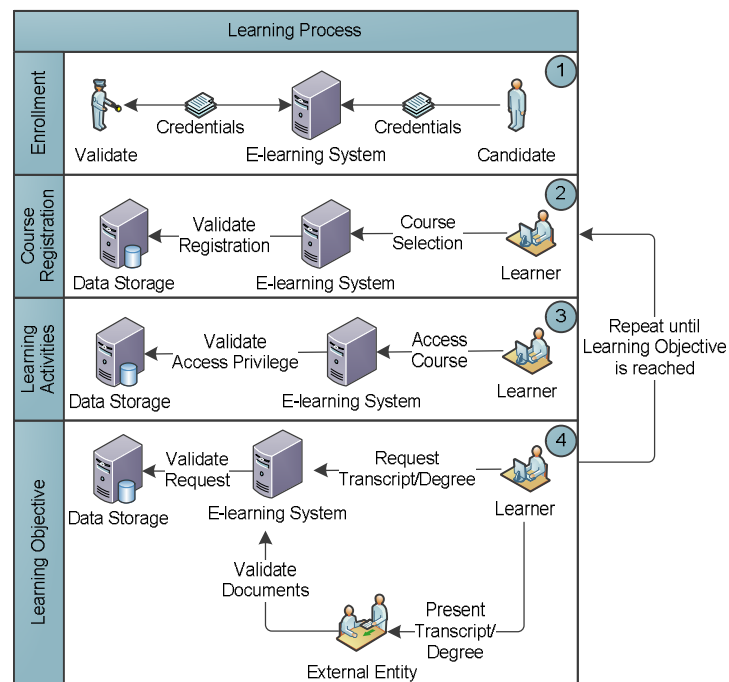 Learning Process
Enrollment
1
Credentials
Credentials
Validate
E-learning System
Candidate
Course
Registration
2
Validate
Registration
Course
Selection
Data Storage
E-learning System
Learner
Learning
Activities
3
Validate
Access Privilege
Access
Course
Data Storage
E-learning System
Learner
Repeat until
Learning Objective
is reached
Learning Objective
4
Validate
Request
Request
Transcript/Degree
Data Storage
E-learning System
Learner
Validate
Documents
Present
Transcript/
Degree
External Entity